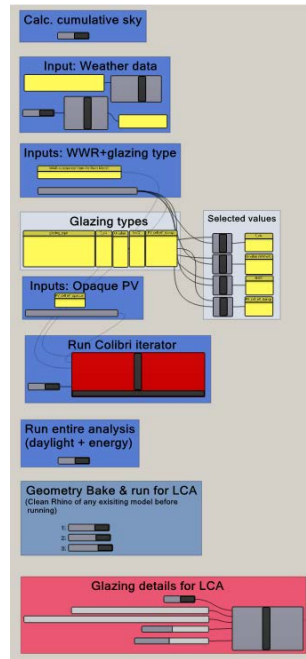 Calc. cumulative sky
Input: Weather data
Inputs: WWR+glazing type
Glazing types
Selected values
Inputs: Opaque PV
Run Colibri iterator
Run entire analysis
(daylight + energy)
Geometry Bake & run for LCA
(Clean Rhino of any exisiting model before
running)
1:
2:
3:
Glazing details for LCA